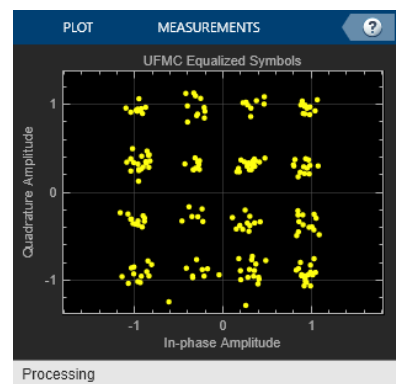 PLOT MEASUREMENTS ?
UFMC Equalized Symbols
1
0
-1
Quadrature Amplitude
-1 0 1
In-phase Amplitude
Processing